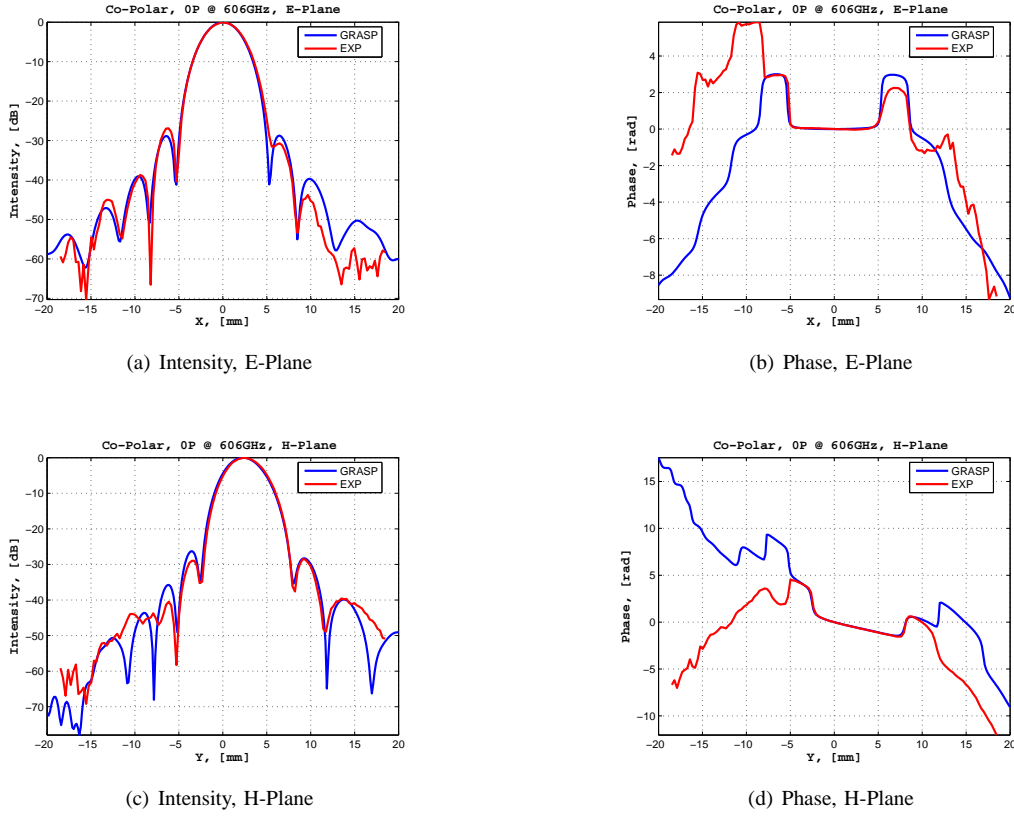 Co-Polar, 0P @ 606GHz, E-Plane
GRASP
EXP
Intensity, [dB]
0
−10
−20
−30
−40
−50
−60
−70
−20 −15 −10 −5 0 5 10 15 20
X, [mm]
(a) Intensity, E-Plane
Co-Polar, 0P @ 606GHz, E-Plane
GRASP
EXP
Phase, [rad]
4
2
0
−2
−4
−6
−8
−20 −15 −10 −5 0 5 10 15 20
X, [mm]
(b) Phase, E-Plane
Co-Polar, 0P @ 606GHz, H-Plane
GRASP
EXP
Intensity, [dB]
0
−10
−20
−30
−40
−50
−60
−70
−20 −15 −10 −5 0 5 10 15 20
Y, [mm]
(c) Intensity, H-Plane
Co-Polar, 0P @ 606GHz, H-Plane
GRASP
EXP
Phase, [rad]
15
10
5
0
−5
−10
−20 −15 −10 −5 0 5 10 15 20
Y, [mm]
(d) Phase, H-Plane